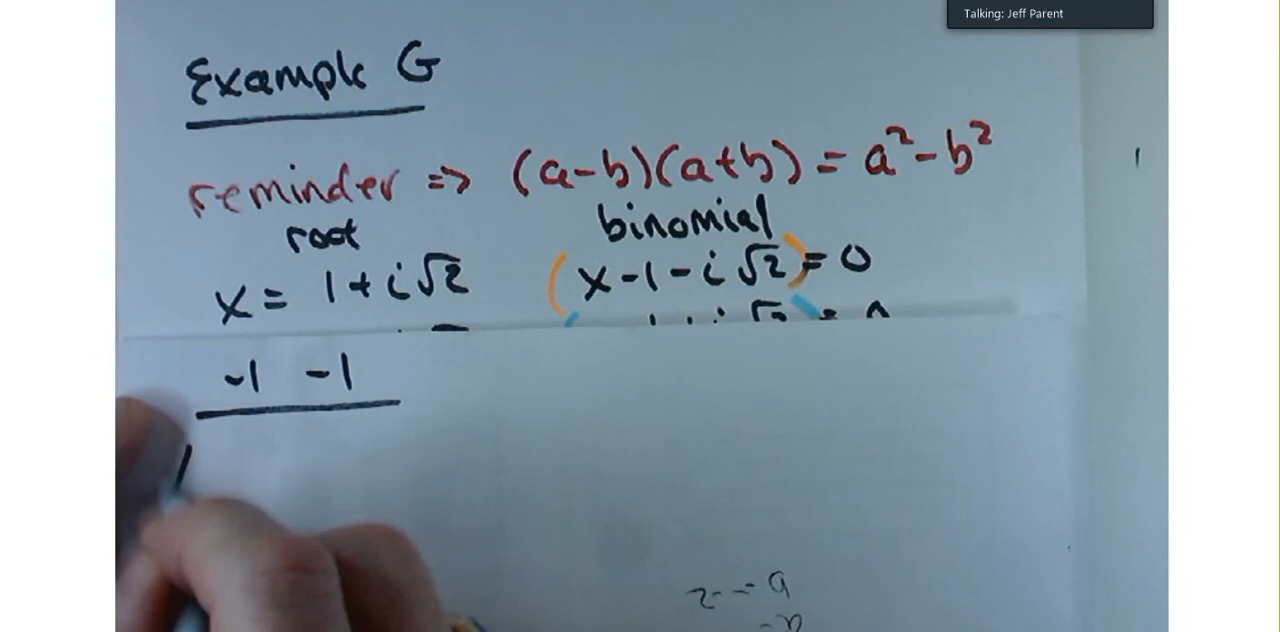 Talking: Jeff Parent
Example G
reminder => (a-b)(a+b) = a²-b²
root binomial
x = 1+i√2 (x-1-i√2)=0
-1 -1